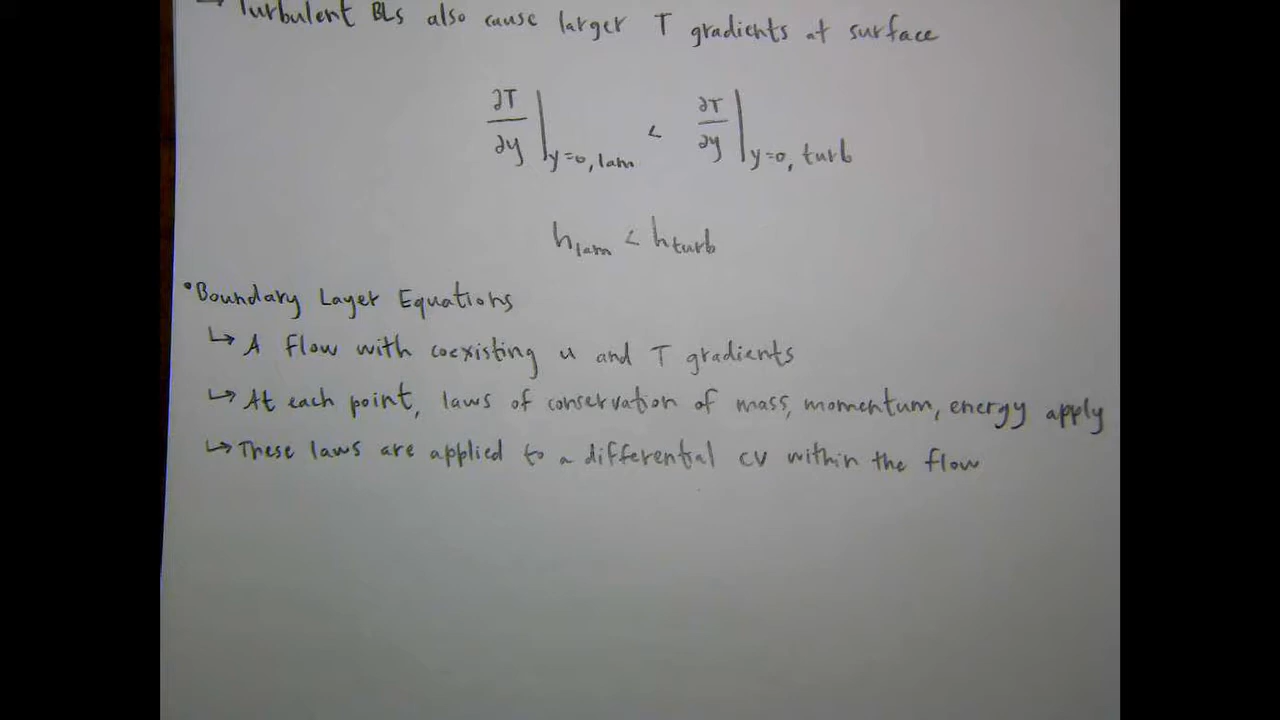 ↳ Turbulent BLs also cause larger T gradients at surface
∂T/∂y |y=0, lam < ∂T/∂y |y=0, turb
hlam < hturb
•Boundary Layer Equations
↳ A flow with coexisting u and T gradients
↳ At each point, laws of conservation of mass, momentum, energy apply
↳ These laws are applied to a differential CV within the flow